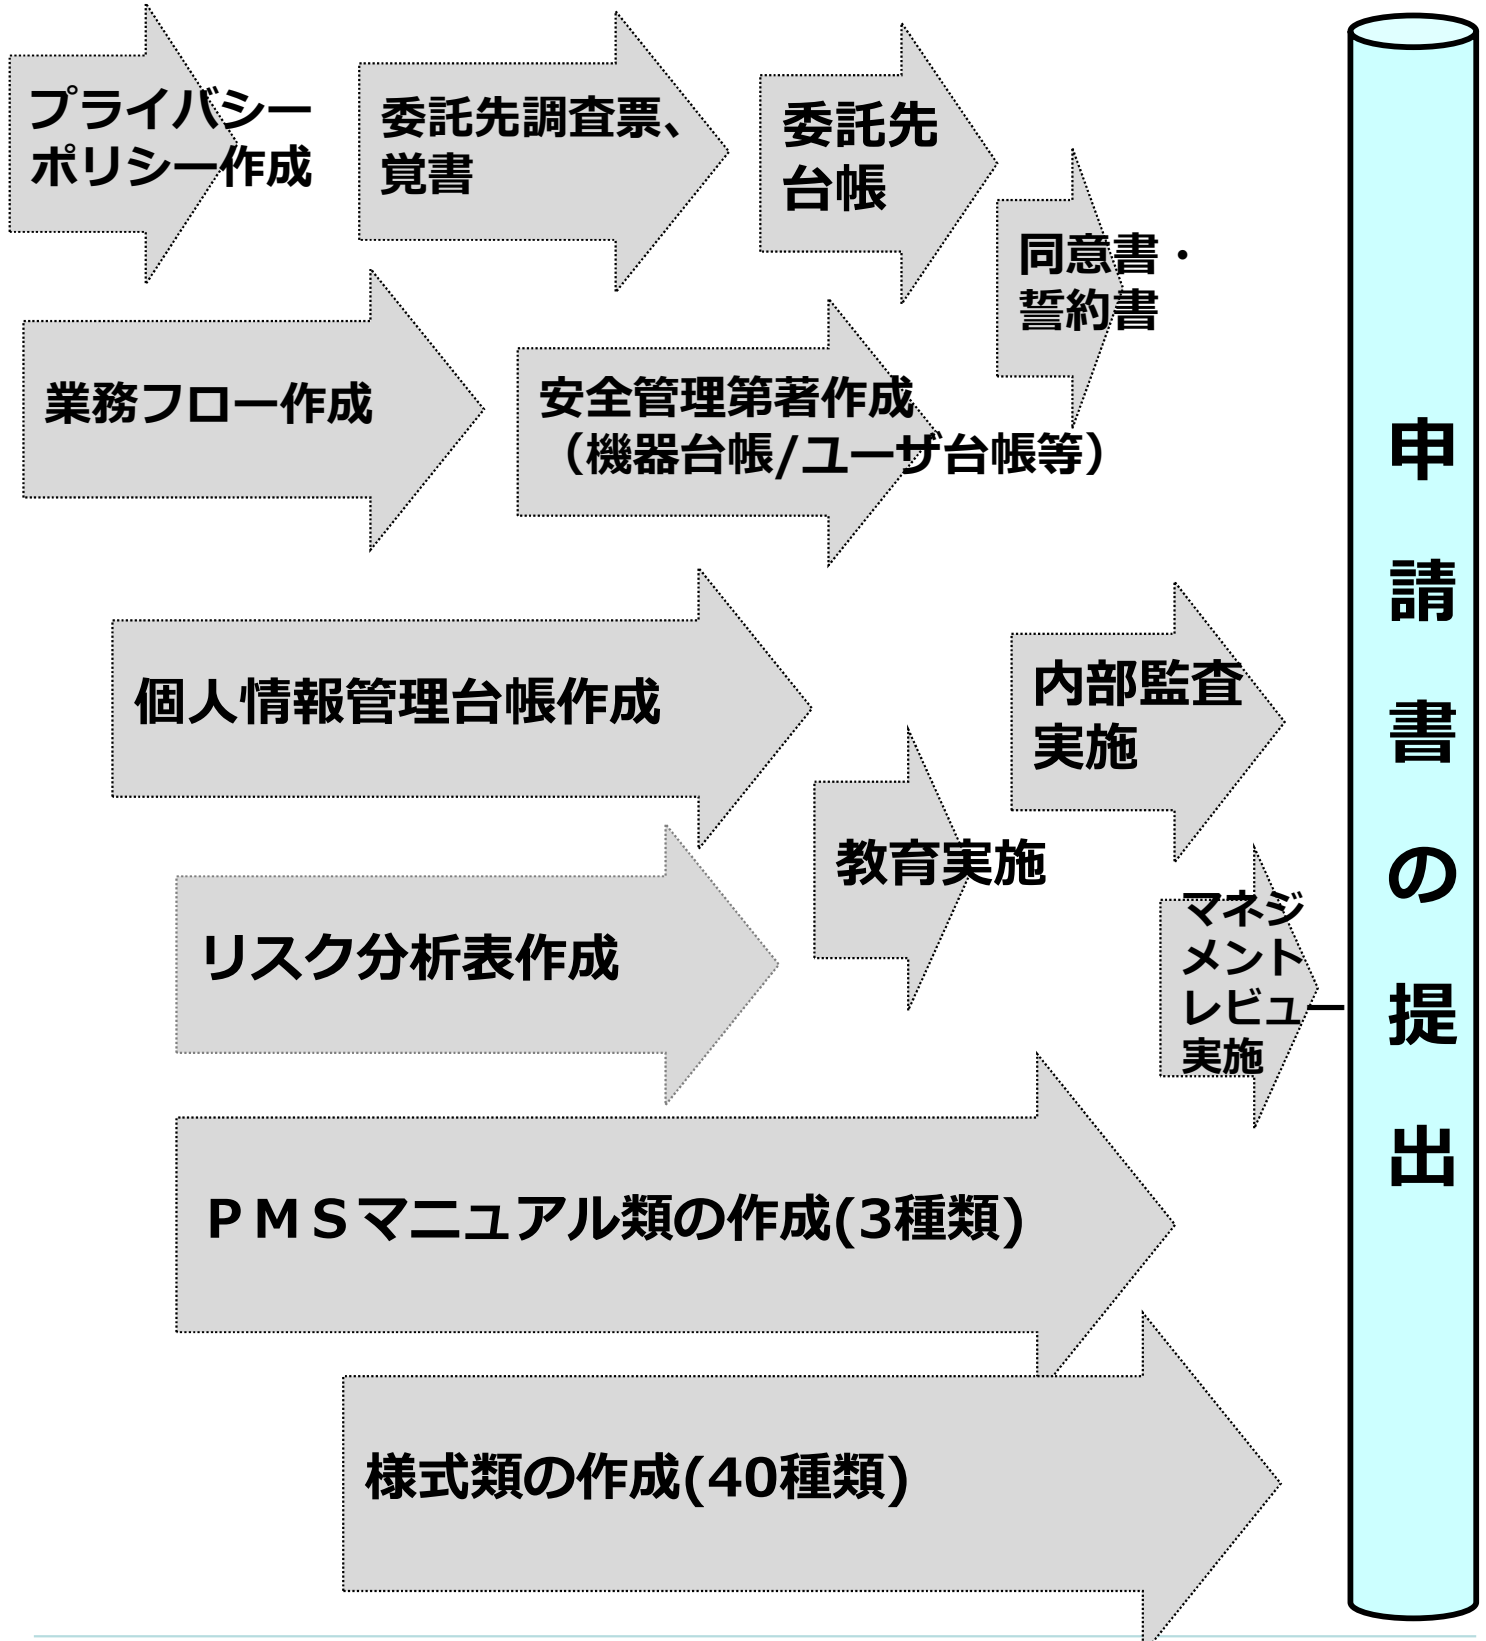 プライバシー
ポリシー作成
委託先調査票、
覚書
委託先
台帳
同意書・
誓約書
業務フロー作成
安全管理第著作成
（機器台帳/ユーザ台帳等）
個人情報管理台帳作成
内部監査
実施
教育実施
リスク分析表作成
マネジ
メント
レビュー
実施
ＰＭＳマニュアル類の作成(3種類)
様式類の作成(40種類)
申請書の提出